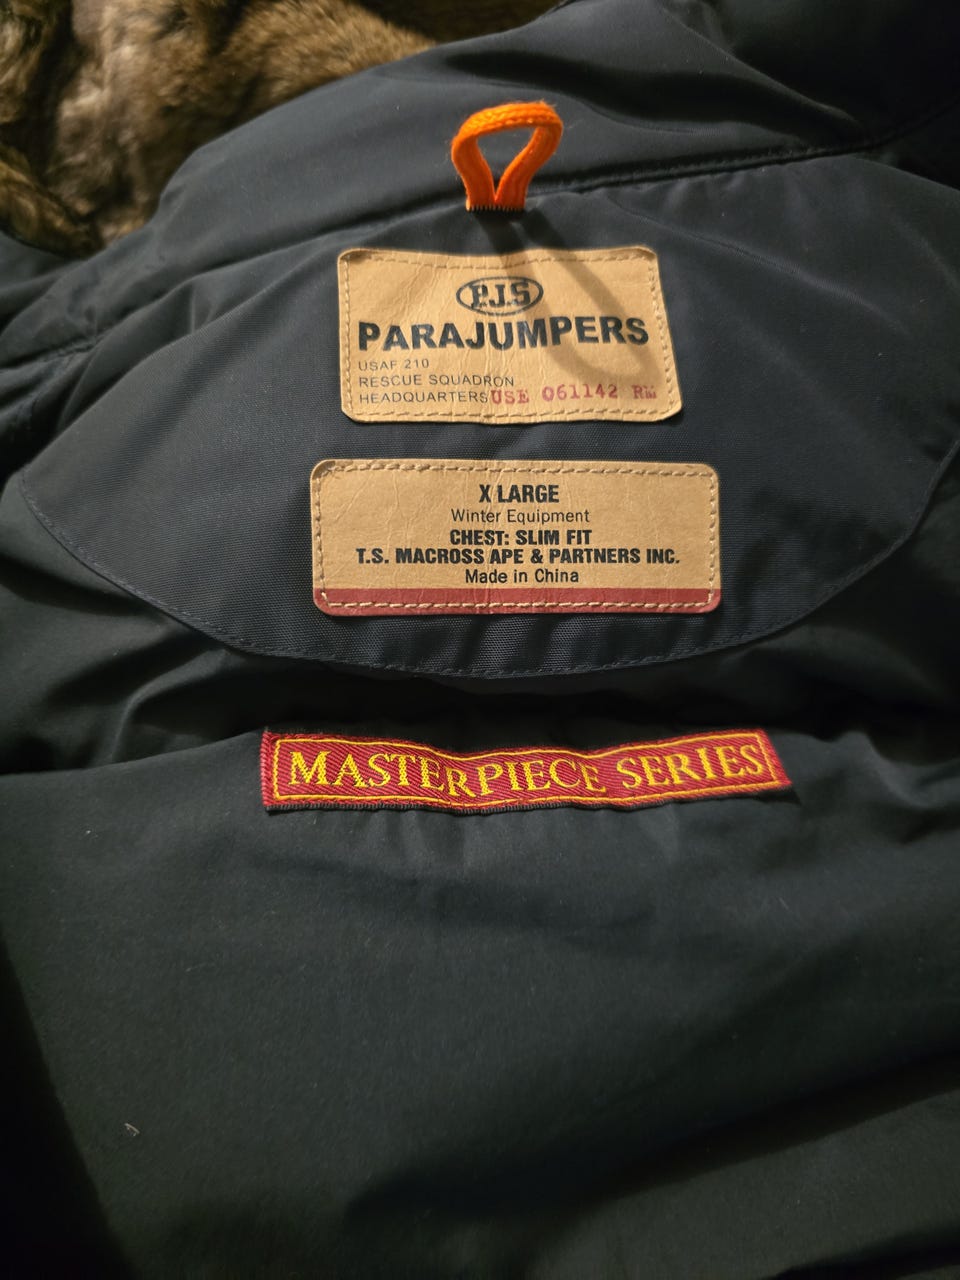 P.J.S
PARAJUMPERS
USAF 210
RESCUE SQUADRON
HEADQUARTERS USE 061142 RM
X LARGE
Winter Equipment
CHEST: SLIM FIT
T.S. MACROSS APE & PARTNERS INC.
Made in China
MASTERPIECE SERIES